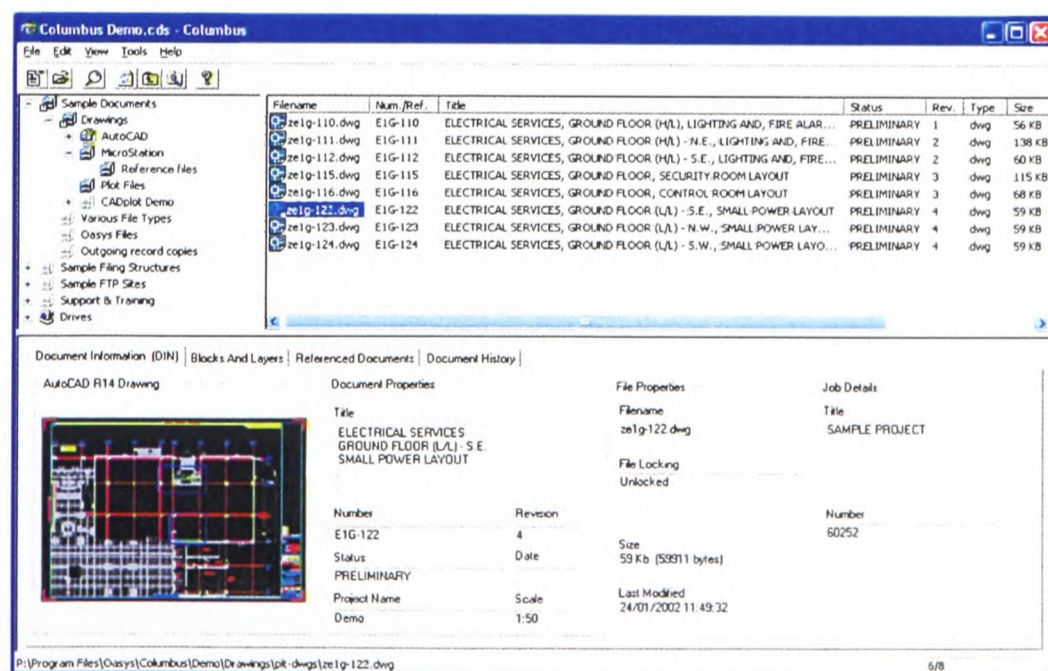 Columbus Demo.cds - Columbus
File Edit View Tools Help
Sample Documents
Drawings
AutoCAD
MicroStation
Reference files
Plot Files
CADplot Demo
Various File Types
Oasys Files
Outgoing record copies
Sample Filing Structures
Sample FTP Sites
Support & Training
Drives
Filename Num./Ref. Title Status Rev. Type Size
ze1g-110.dwg E1G-110 ELECTRICAL SERVICES, GROUND FLOOR (H/L), LIGHTING AND, FIRE ALAR... PRELIMINARY 1 dwg 56 KB
ze1g-111.dwg E1G-111 ELECTRICAL SERVICES, GROUND FLOOR (H/L) - N.E., LIGHTING AND, FIRE... PRELIMINARY 2 dwg 138 KB
ze1g-112.dwg E1G-112 ELECTRICAL SERVICES, GROUND FLOOR (H/L) - S.E., LIGHTING AND, FIRE... PRELIMINARY 2 dwg 60 KB
ze1g-115.dwg E1G-115 ELECTRICAL SERVICES, GROUND FLOOR, SECURITY ROOM LAYOUT PRELIMINARY 3 dwg 115 KB
ze1g-116.dwg E1G-116 ELECTRICAL SERVICES, GROUND FLOOR, CONTROL ROOM LAYOUT PRELIMINARY 3 dwg 68 KB
ze1g-122.dwg E1G-122 ELECTRICAL SERVICES, GROUND FLOOR (L/L) - S.E., SMALL POWER LAYOUT PRELIMINARY 4 dwg 59 KB
ze1g-123.dwg E1G-123 ELECTRICAL SERVICES, GROUND FLOOR (L/L) - N.W., SMALL POWER LAY... PRELIMINARY 4 dwg 59 KB
ze1g-124.dwg E1G-124 ELECTRICAL SERVICES, GROUND FLOOR (L/L) - S.W., SMALL POWER LAYO... PRELIMINARY 4 dwg 59 KB
Document Information (DIN) Blocks And Layers Referenced Documents Document History
AutoCAD R14 Drawing
Document Properties
Title
ELECTRICAL SERVICES
GROUND FLOOR (L/L) - S.E.
SMALL POWER LAYOUT
Number Revision
E1G-122 4
Status Date
PRELIMINARY
Project Name Scale
Demo 1:50
File Properties
Filename
ze1g-122.dwg
File Locking
Unlocked
Size
59 Kb (59911 bytes)
Last Modified
24/01/2002 11:49:32
Job Details
Title
SAMPLE PROJECT
Number
60252
P:\Program Files\Oasys\Columbus\Demo\Drawings\plt-dwgs\ze1g-122.dwg 6/8